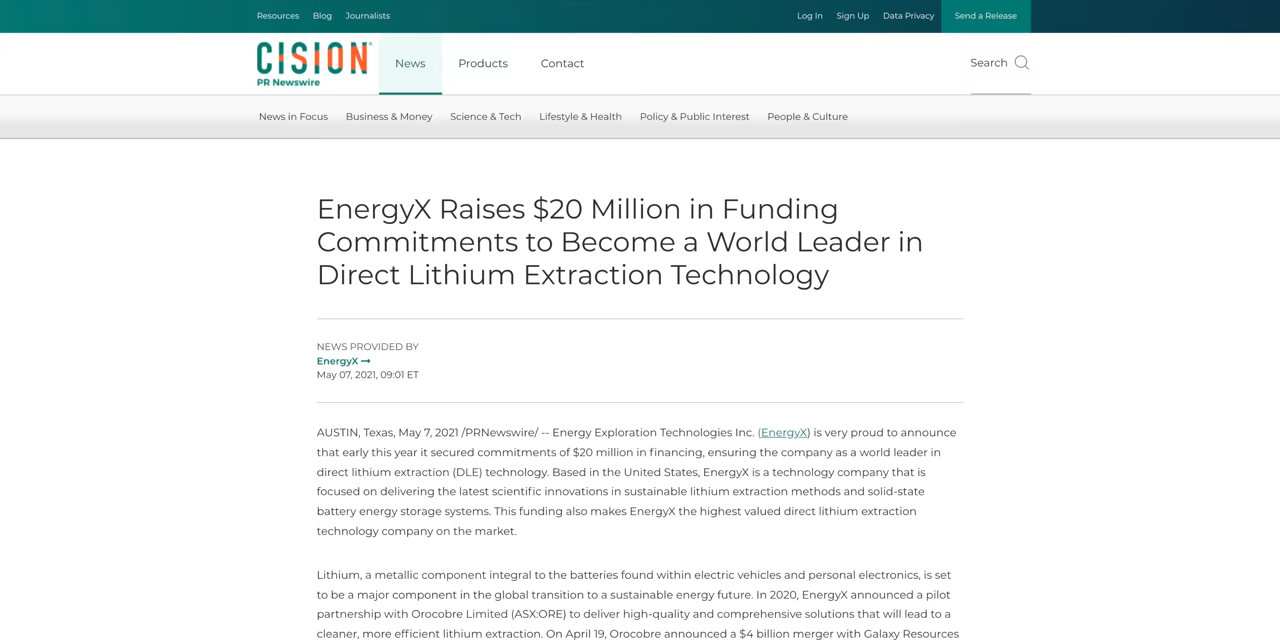 Resources Blog Journalists Log In Sign Up Data Privacy Send a Release
CISION®
PR Newswire
News Products Contact Search
News in Focus Business & Money Science & Tech Lifestyle & Health Policy & Public Interest People & Culture
EnergyX Raises $20 Million in Funding
Commitments to Become a World Leader in
Direct Lithium Extraction Technology
NEWS PROVIDED BY
EnergyX
May 07, 2021, 09:01 ET
AUSTIN, Texas, May 7, 2021 /PRNewswire/ -- Energy Exploration Technologies Inc. (EnergyX) is very proud to announce
that early this year it secured commitments of $20 million in financing, ensuring the company as a world leader in
direct lithium extraction (DLE) technology. Based in the United States, EnergyX is a technology company that is
focused on delivering the latest scientific innovations in sustainable lithium extraction methods and solid-state
battery energy storage systems. This funding also makes EnergyX the highest valued direct lithium extraction
technology company on the market.
Lithium, a metallic component integral to the batteries found within electric vehicles and personal electronics, is set
to be a major component in the global transition to a sustainable energy future. In 2020, EnergyX announced a pilot
partnership with Orocobre Limited (ASX:ORE) to deliver high-quality and comprehensive solutions that will lead to a
cleaner, more efficient lithium extraction. On April 19, Orocobre announced a $4 billion merger with Galaxy Resources